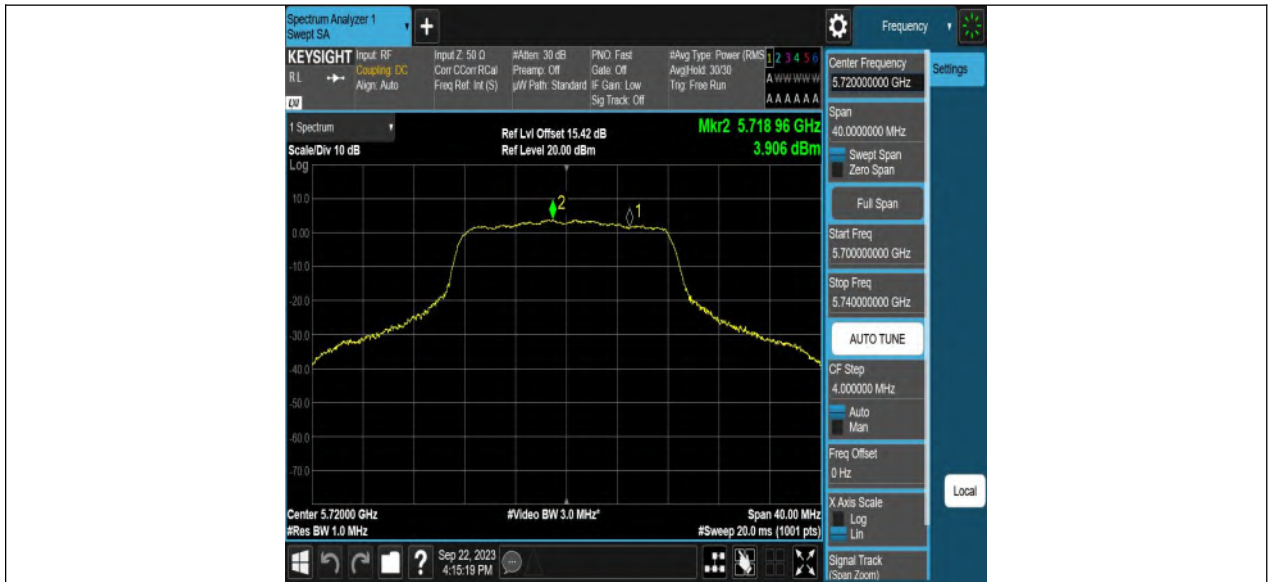 Spectrum Analyzer 1
Swept SA
+
Frequency
KEYSIGHT
RL
LXI
Input: RF
Coupling: DC
Align: Auto
Input Z: 50 Ω
Corr CCorr RCal
Freq Ref: Int (S)
#Atten: 30 dB
Preamp: Off
µW Path: Standard
PNO: Fast
Gate: Off
IF Gain: Low
Sig Track: Off
#Avg Type: Power (RMS
Avg|Hold: 30/30
Trig: Free Run
1 2 3 4 5 6
A W W W W W
A A A A A A
1 Spectrum
Scale/Div 10 dB
Log
Ref Lvl Offset 15.42 dB
Ref Level 20.00 dBm
Mkr2 5.718 96 GHz
3.906 dBm
2
1
10.0
0.00
-10.0
-20.0
-30.0
-40.0
-50.0
-60.0
-70.0
Center 5.72000 GHz
#Res BW 1.0 MHz
#Video BW 3.0 MHz*
Span 40.00 MHz
#Sweep 20.0 ms (1001 pts)
?
Sep 22, 2023
4:15:19 PM
Center Frequency
5.720000000 GHz
Settings
Span
40.0000000 MHz
Swept Span
Zero Span
Full Span
Start Freq
5.700000000 GHz
Stop Freq
5.740000000 GHz
AUTO TUNE
CF Step
4.000000 MHz
Auto
Man
Freq Offset
0 Hz
X Axis Scale
Log
Lin
Local
Signal Track
(Span Zoom)